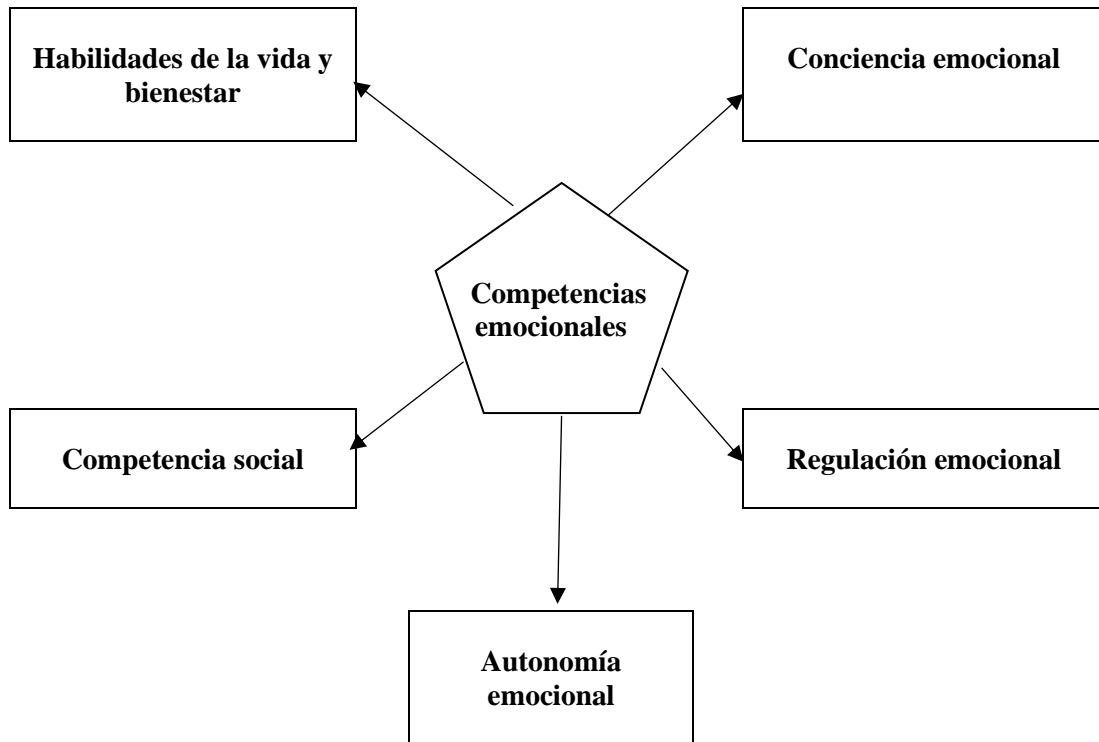 Habilidades de la vida y
bienestar
Conciencia emocional
Competencias
emocionales
Competencia social
Regulación emocional
Autonomía
emocional